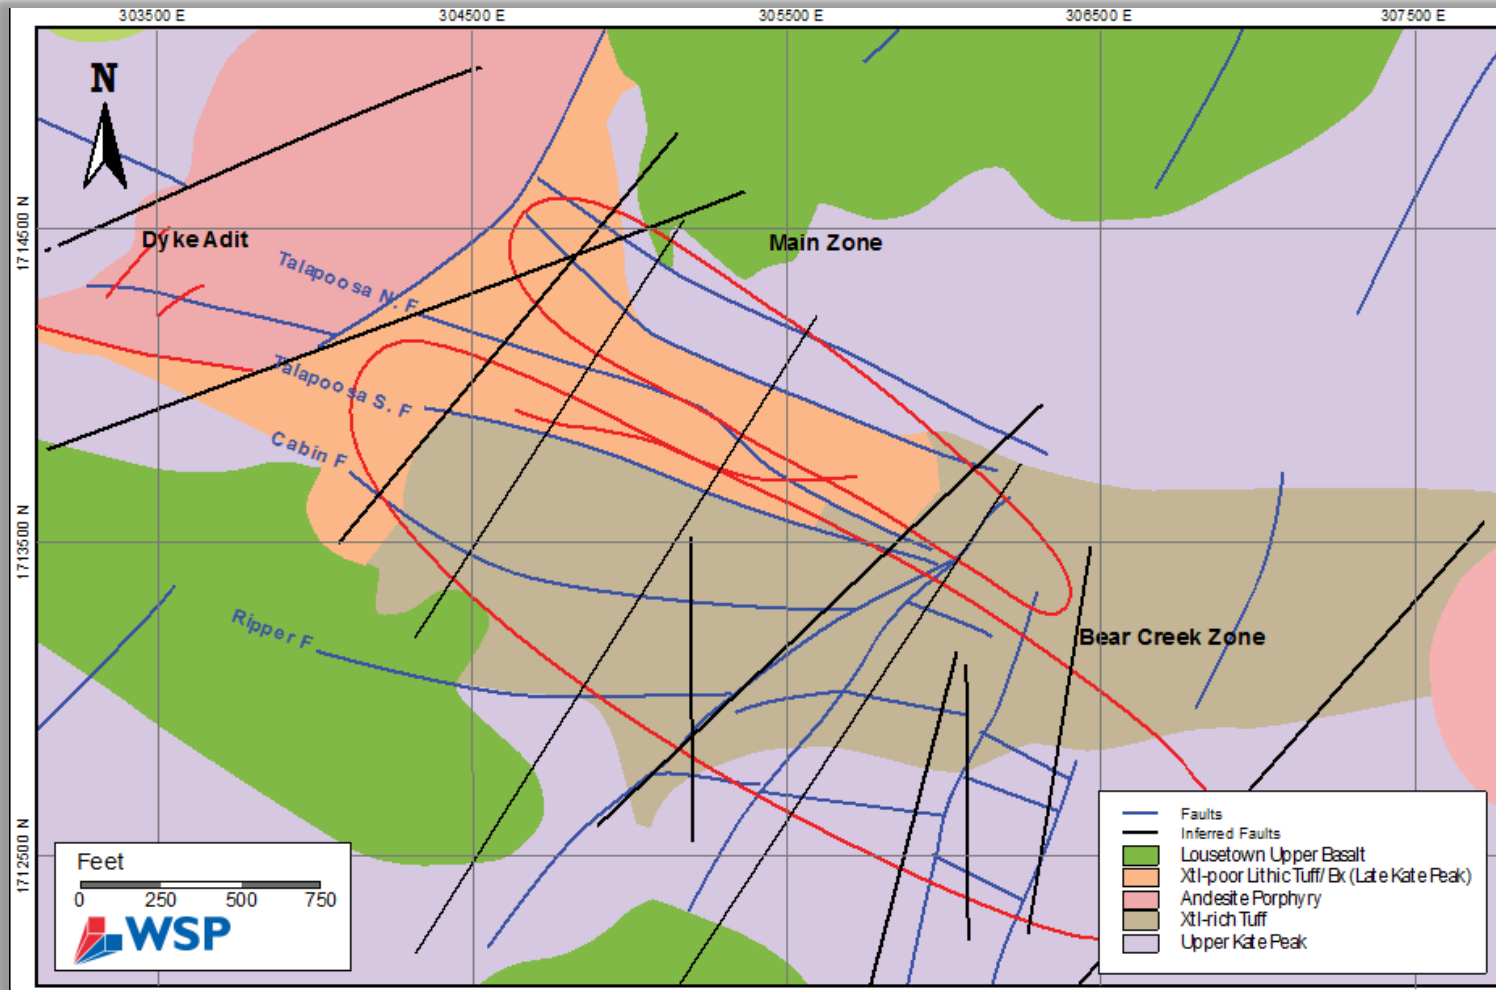 303500 E
304500 E
305500 E
306500 E
307500 E
N
1714500 N
Dyke Adit
Main Zone
Talapoosa N. F
Talapoosa S. F
Cabin F
1713500 N
Ripper F
Bear Creek Zone
1712500 N
Feet
0 250 500 750
WSP
Faults
Inferred Faults
Lousetown Upper Basalt
Xtl-poor Lithic Tuff/ Bx (Late Kate Peak)
Andesite Porphyry
Xtl-rich Tuff
Upper Kate Peak